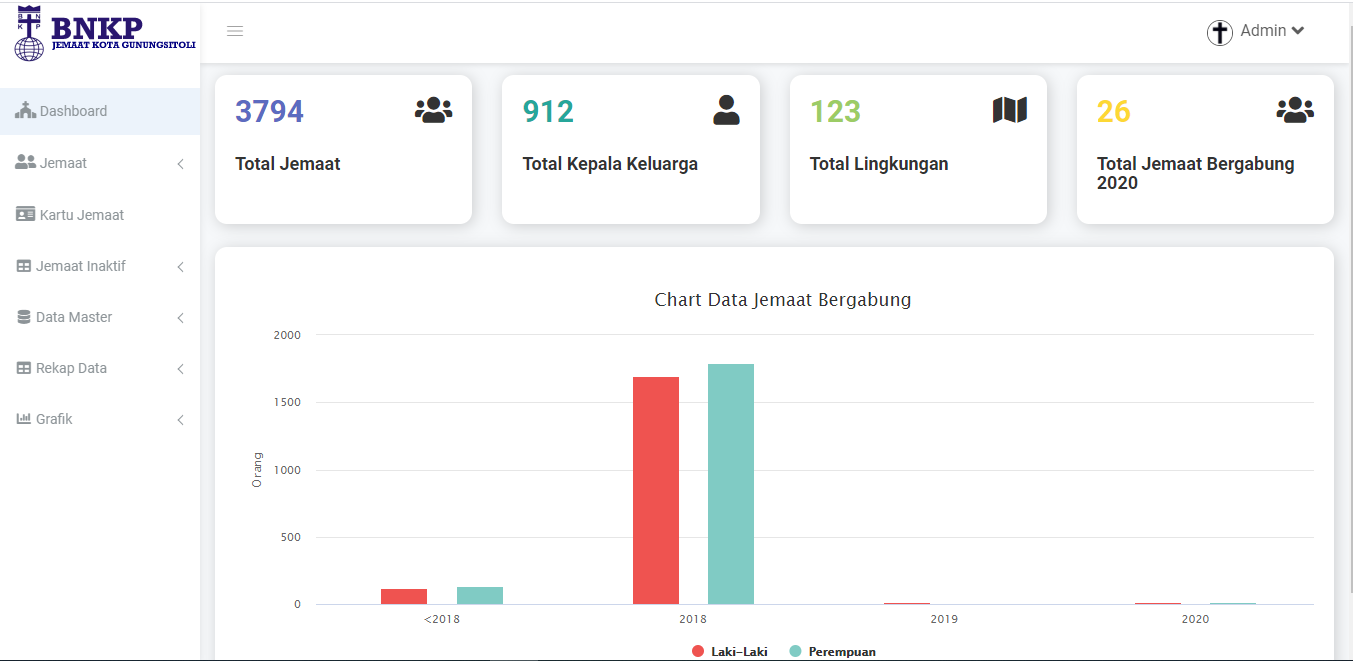 B N
K P
BNKP
JEMAAT KOTA GUNUNGSITOLI
Admin
Dashboard
Jemaat
Kartu Jemaat
Jemaat Inaktif
Data Master
Rekap Data
Grafik
3794
Total Jemaat
912
Total Kepala Keluarga
123
Total Lingkungan
26
Total Jemaat Bergabung
2020
Chart Data Jemaat Bergabung
Orang
2000
1500
1000
500
0
<2018
2018
2019
2020
Laki-Laki
Perempuan